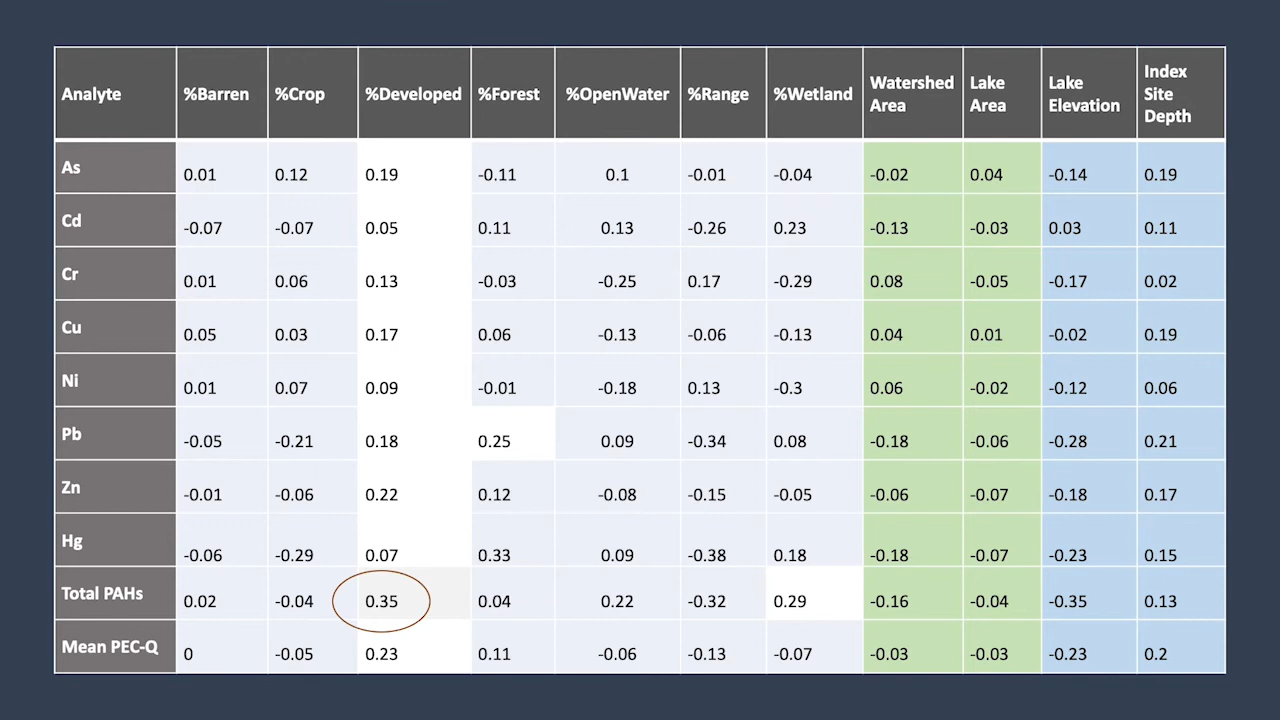 Analyte %Barren %Crop %Developed %Forest %OpenWater %Range %Wetland Watershed Area Lake Area Lake Elevation Index Site Depth
As 0.01 0.12 0.19 -0.11 0.1 -0.01 -0.04 -0.02 0.04 -0.14 0.19
Cd -0.07 -0.07 0.05 0.11 0.13 -0.26 0.23 -0.13 -0.03 0.03 0.11
Cr 0.01 0.06 0.13 -0.03 -0.25 0.17 -0.29 0.08 -0.05 -0.17 0.02
Cu 0.05 0.03 0.17 0.06 -0.13 -0.06 -0.13 0.04 0.01 -0.02 0.19
Ni 0.01 0.07 0.09 -0.01 -0.18 0.13 -0.3 0.06 -0.02 -0.12 0.06
Pb -0.05 -0.21 0.18 0.25 0.09 -0.34 0.08 -0.18 -0.06 -0.28 0.21
Zn -0.01 -0.06 0.22 0.12 -0.08 -0.15 -0.05 -0.06 -0.07 -0.18 0.17
Hg -0.06 -0.29 0.07 0.33 0.09 -0.38 0.18 -0.18 -0.07 -0.23 0.15
Total PAHs 0.02 -0.04 0.35 0.04 0.22 -0.32 0.29 -0.16 -0.04 -0.35 0.13
Mean PEC-Q 0 -0.05 0.23 0.11 -0.06 -0.13 -0.07 -0.03 -0.03 -0.23 0.2